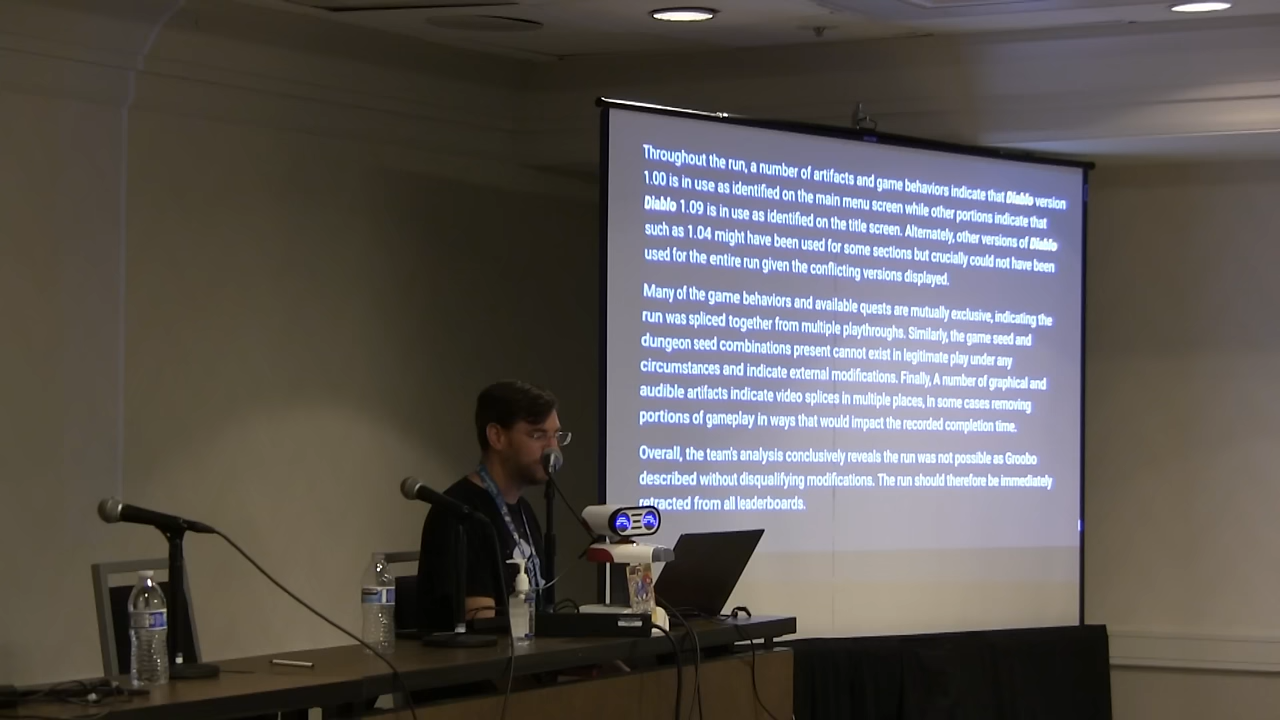 Throughout the run, a number of artifacts and game behaviors indicate that Diablo version
1.00 is in use as identified on the main menu screen while other portions indicate that
Diablo 1.09 is in use as identified on the title screen. Alternately, other versions of Diablo
such as 1.04 might have been used for some sections but crucially could not have been
used for the entire run given the conflicting versions displayed.
Many of the game behaviors and available quests are mutually exclusive, indicating the
run was spliced together from multiple playthroughs. Similarly, the game seed and
dungeon seed combinations present cannot exist in legitimate play under any
circumstances and indicate external modifications. Finally, A number of graphical and
audible artifacts indicate video splices in multiple places, in some cases removing
portions of gameplay in ways that would impact the recorded completion time.
Overall, the team's analysis conclusively reveals the run was not possible as Groobo
described without disqualifying modifications. The run should therefore be immediately
retracted from all leaderboards.